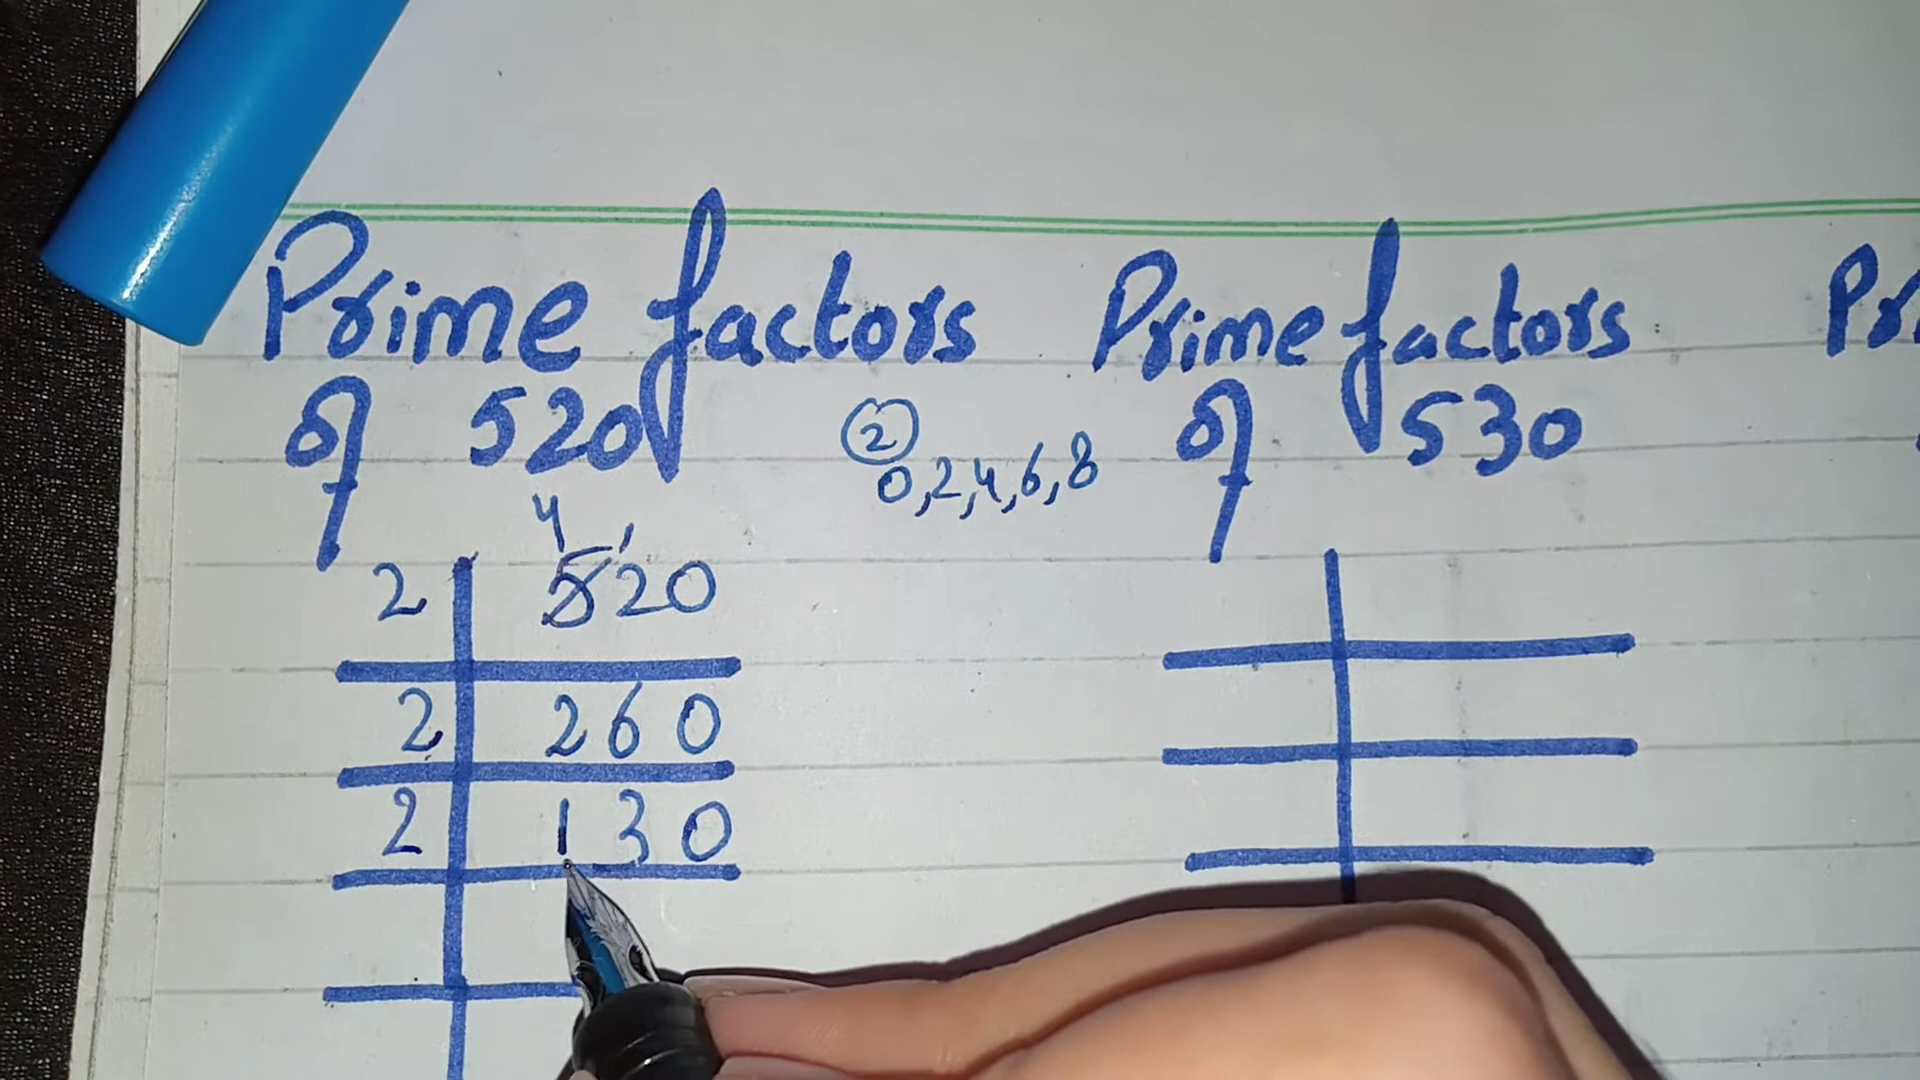 Prime factors
of 520
2
0,2,4,6,8
4 1
2 520
2 260
2 130
Prime factors
of 530